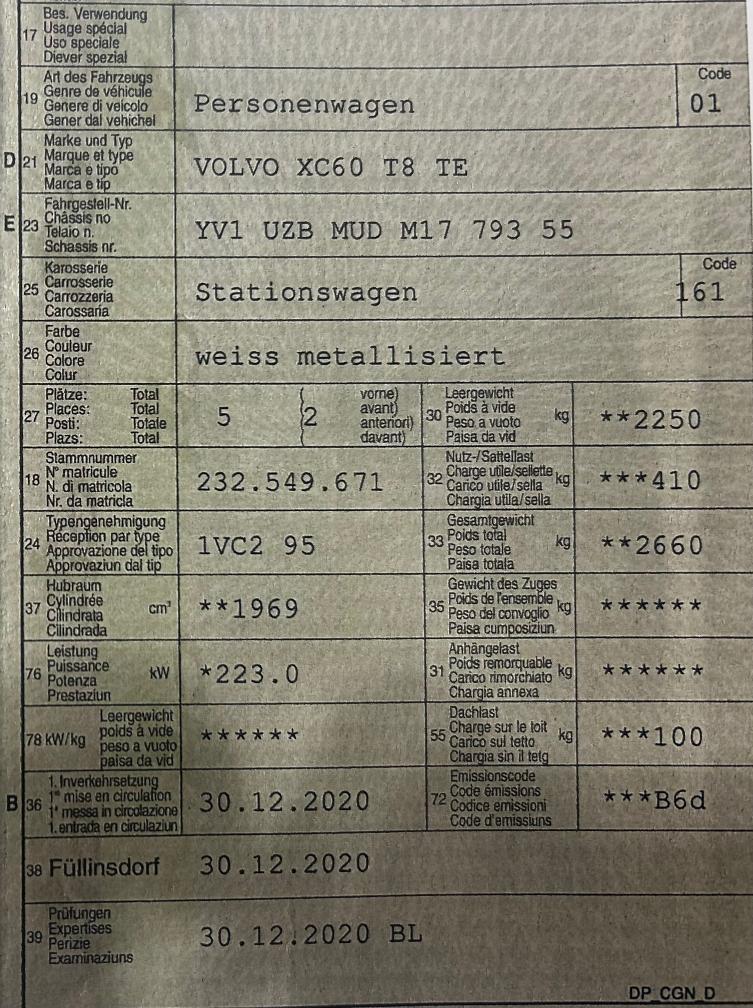 17 Bes. Verwendung
Usage spécial
Uso speciale
Diever spezial
19 Art des Fahrzeugs
Genre de véhicule
Genere di veicolo
Gener dal vehichel
Personenwagen
Code
01
D 21 Marke und Typ
Marque et type
Marca e tipo
Marca e tip
VOLVO XC60 T8 TE
E 23 Fahrgestell-Nr.
Châssis no
Telaio n.
Schassis nr.
YV1 UZB MUD M17 793 55
25 Karosserie
Carrosserie
Carrozzeria
Carossaria
Stationswagen
Code
161
26 Farbe
Couleur
Colore
Colur
weiss metallisiert
27 Plätze: Total
Places: Total
Posti: Totale
Plazs: Total
5 ( 2 vorne)
avant)
anteriori)
davant)
30 Leergewicht
Poids à vide
Peso a vuoto
Paisa da vid
kg **2250
18 Stammnummer
N° matricule
N. di matricola
Nr. da matricla
232.549.671
32 Nutz-/Sattellast
Charge utile/sellette
Carico utile/sella
Chargia utila/sella
kg ***410
24 Typengenehmigung
Réception par type
Approvazione del tipo
Approvaziun dal tip
1VC2 95
33 Gesamtgewicht
Poids total
Peso totale
Paisa totala
kg **2660
37 Hubraum
Cylindrée
Cilindrata
Cilindrada
cm³ **1969
35 Gewicht des Zuges
Poids de l'ensemble
Peso del convoglio
Paisa cumposiziun
kg ******
76 Leistung
Puissance
Potenza
Prestaziun
kW *223.0
31 Anhängelast
Poids remorquable
Carico rimorchiato
Chargia annexa
kg ******
78 kW/kg Leergewicht
poids à vide
peso a vuoto
paisa da vid
******
55 Dachlast
Charge sur le toit
Carico sul tetto
Chargia sin il tetg
kg ***100
B 36 1. Inverkehrsetzung
1re mise en circulation
1a messa in circolazione
1. entrada en circulaziun
30.12.2020
72 Emissionscode
Code émissions
Codice emissioni
Code d'emissiuns
***B6d
38 Füllinsdorf 30.12.2020
39 Prüfungen
Expertises
Perizie
Examinaziuns
30.12.2020 BL
DP_CGN_D